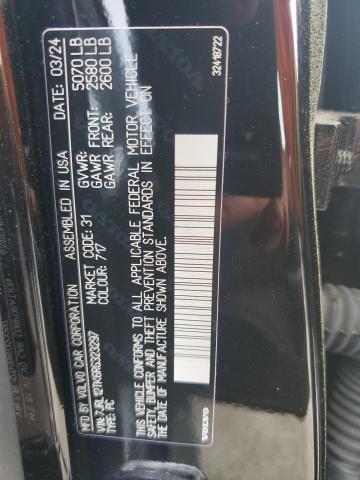 MFD BY VOLVO CAR CORPORATION ASSEMBLED IN USA DATE: 03/24
GVWR: 5070 LB
MARKET CODE: 31 GAWR FRONT: 2580 LB
COLOUR: 717 GAWR REAR: 2600 LB
TYPE: PC
THIS VEHICLE CONFORMS TO ALL APPLICABLE FEDERAL MOTOR VEHICLE
SAFETY, BUMPER AND THEFT PREVENTION STANDARDS IN EFFECT ON
THE DATE OF MANUFACTURE SHOWN ABOVE.
VOLVO
32418722